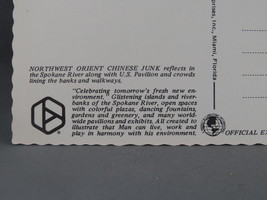 NORTHWEST ORIENT CHINESE JUNK reflects in
the Spokane River along with U.S. Pavilion and crowds
lining the banks and walkways.
"Celebrating tomorrow's fresh new en-
vironment." Glistening islands and river-
banks of the Spokane River, open spaces
with colorful plazas, dancing fountains,
gardens and greenery, and many world-
wide pavilions and exhibits. All created to
illustrate that Man can live, work and
play in harmony with his environment.
rises, Inc., Miami, Florida
OFFICIAL EX